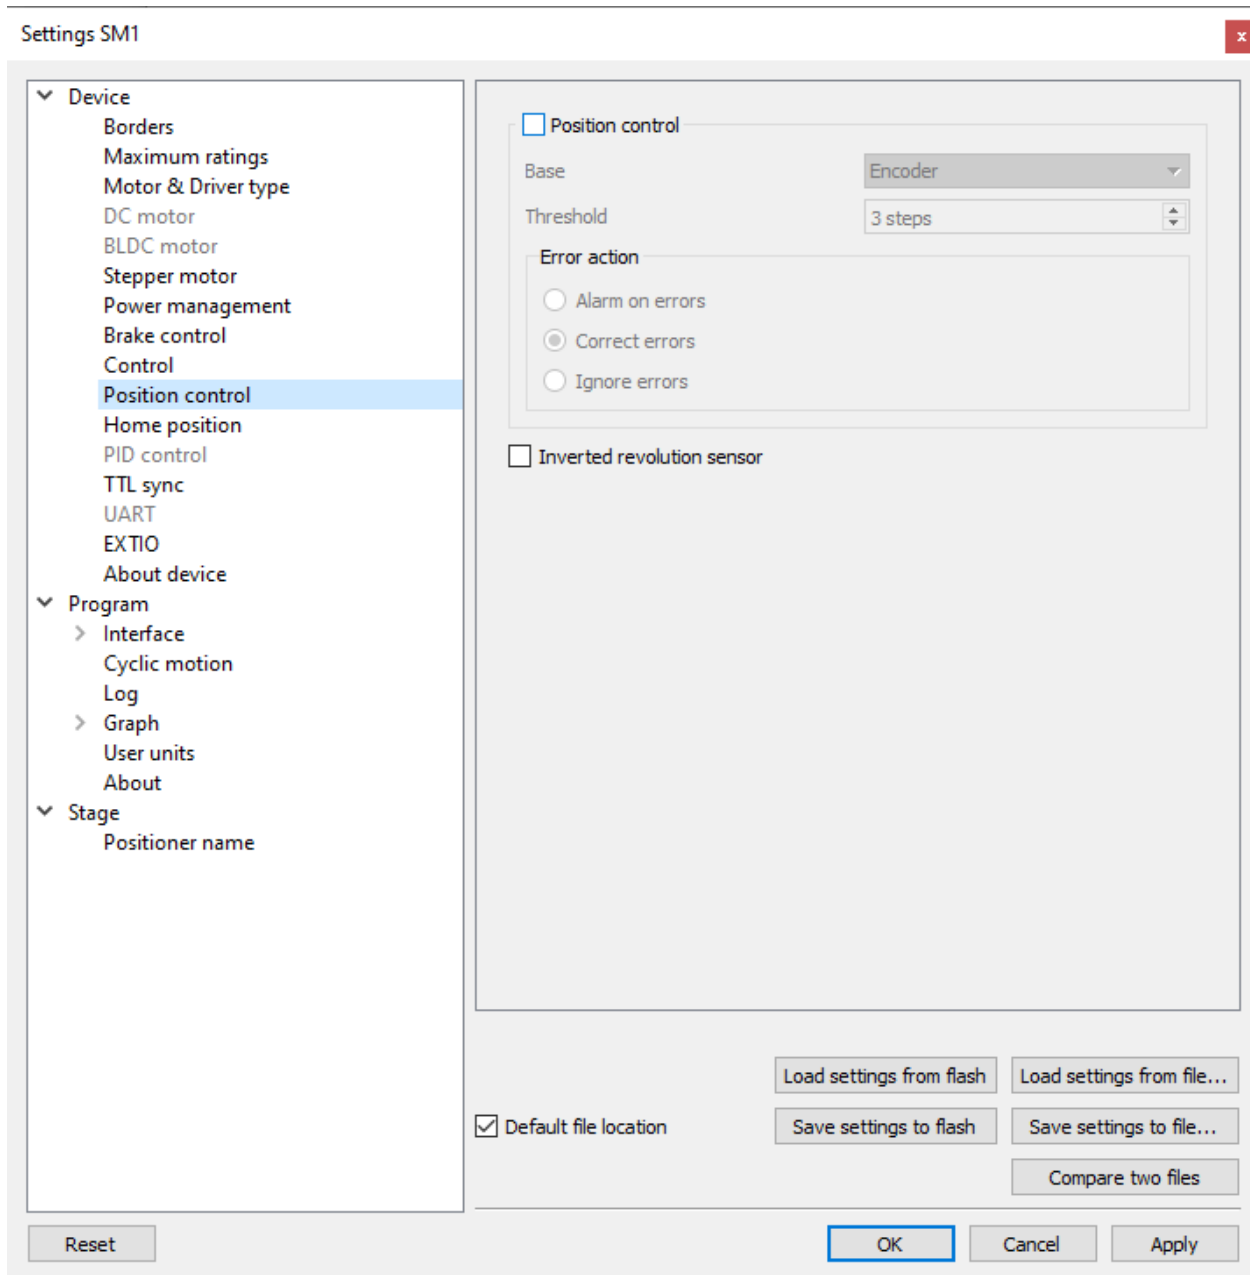 Settings SM1
x
Device
Borders
Maximum ratings
Motor & Driver type
DC motor
BLDC motor
Stepper motor
Power management
Brake control
Control
Position control
Home position
PID control
TTL sync
UART
EXTIO
About device
Program
Interface
Cyclic motion
Log
Graph
User units
About
Stage
Positioner name
Position control
Base
Encoder
Threshold
3 steps
Error action
Alarm on errors
Correct errors
Ignore errors
Inverted revolution sensor
Load settings from flash
Load settings from file...
Default file location
Save settings to flash
Save settings to file...
Compare two files
Reset
OK
Cancel
Apply